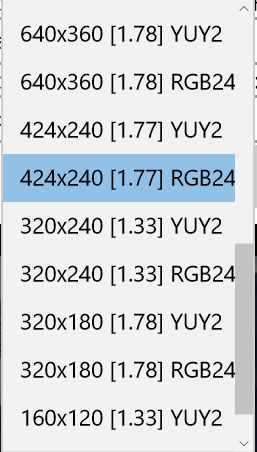 640x360 [1.78] YUY2
640x360 [1.78] RGB24
424x240 [1.77] YUY2
424x240 [1.77] RGB24
320x240 [1.33] YUY2
320x240 [1.33] RGB24
320x180 [1.78] YUY2
320x180 [1.78] RGB24
160x120 [1.33] YUY2